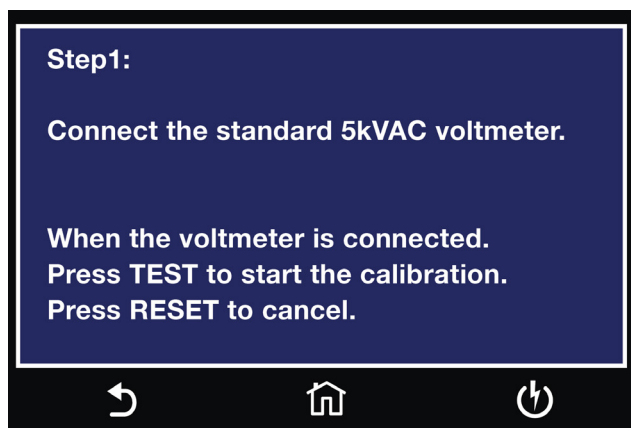 Step1:
Connect the standard 5kVAC voltmeter.
When the voltmeter is connected.
Press TEST to start the calibration.
Press RESET to cancel.